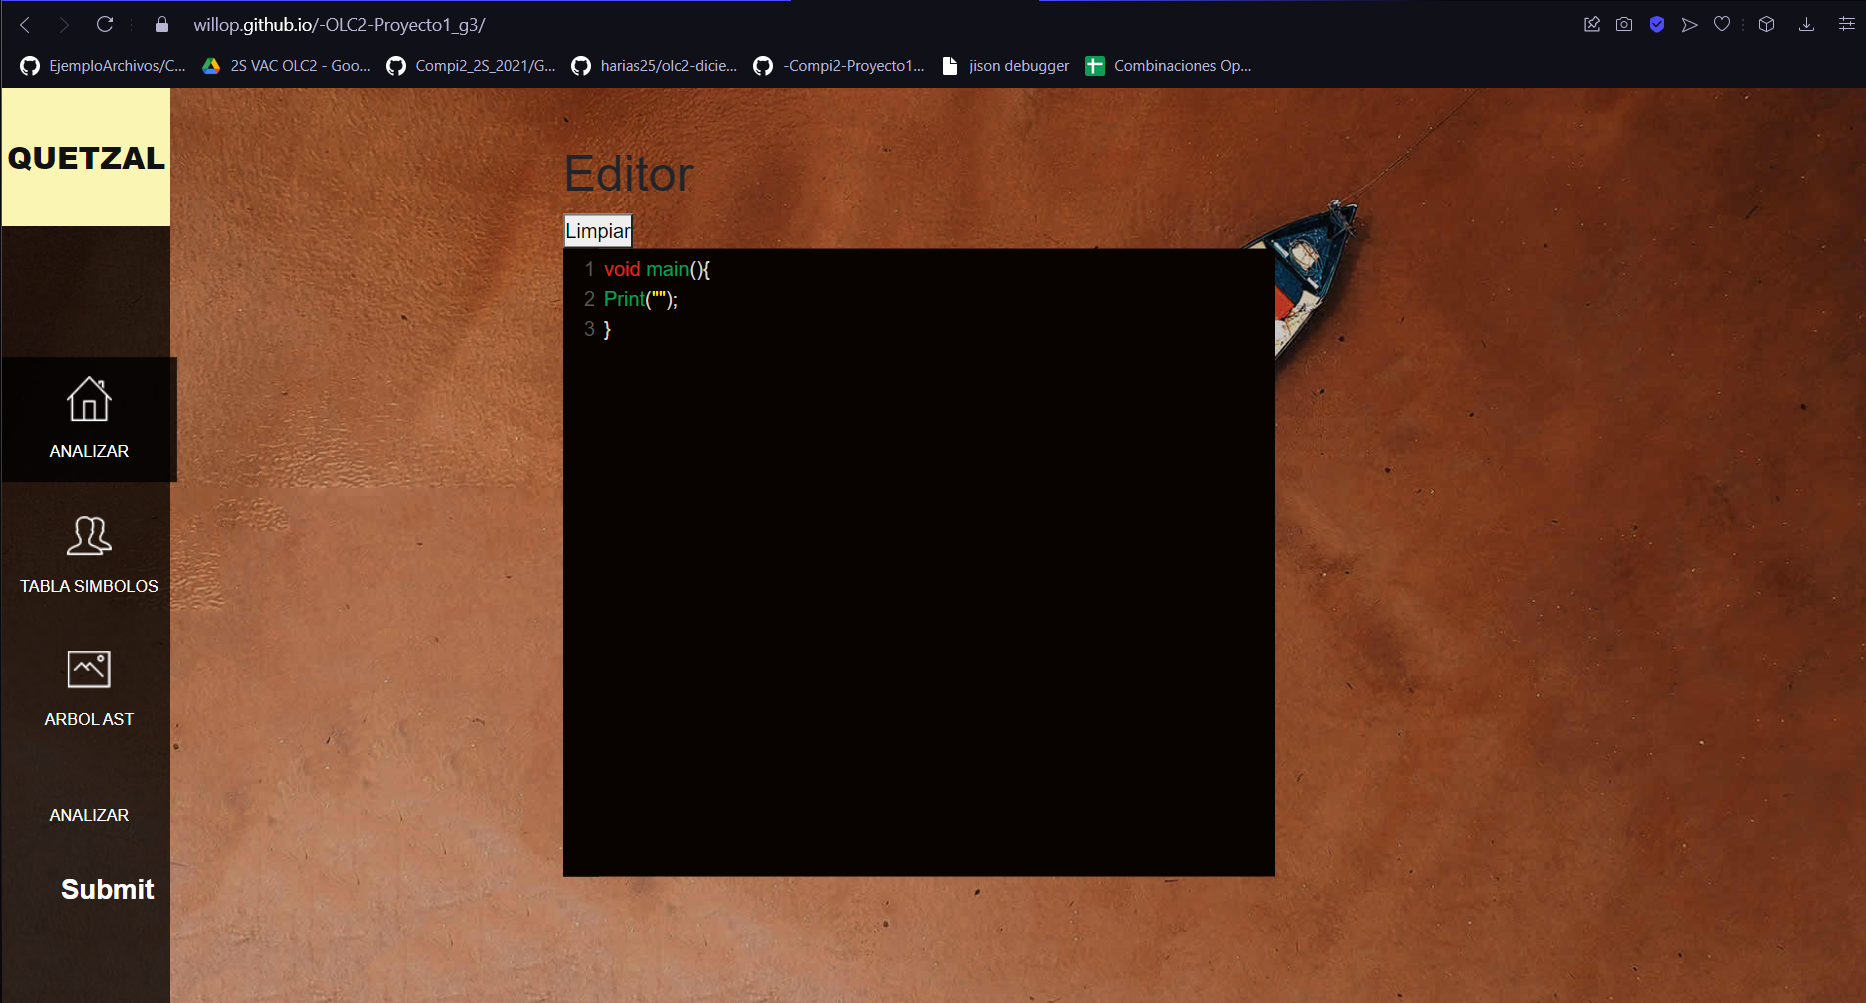 willop.github.io/-OLC2-Proyecto1_g3/
EjemploArchivos/C... 2S VAC OLC2 - Goo... Compi2_2S_2021/G... harias25/olc2-dicie... -Compi2-Proyecto1... jison debugger Combinaciones Op...
QUETZAL
ANALIZAR
TABLA SIMBOLOS
ARBOL AST
ANALIZAR
Submit
Editor
Limpiar
1 void main(){
2 Print("");
3 }